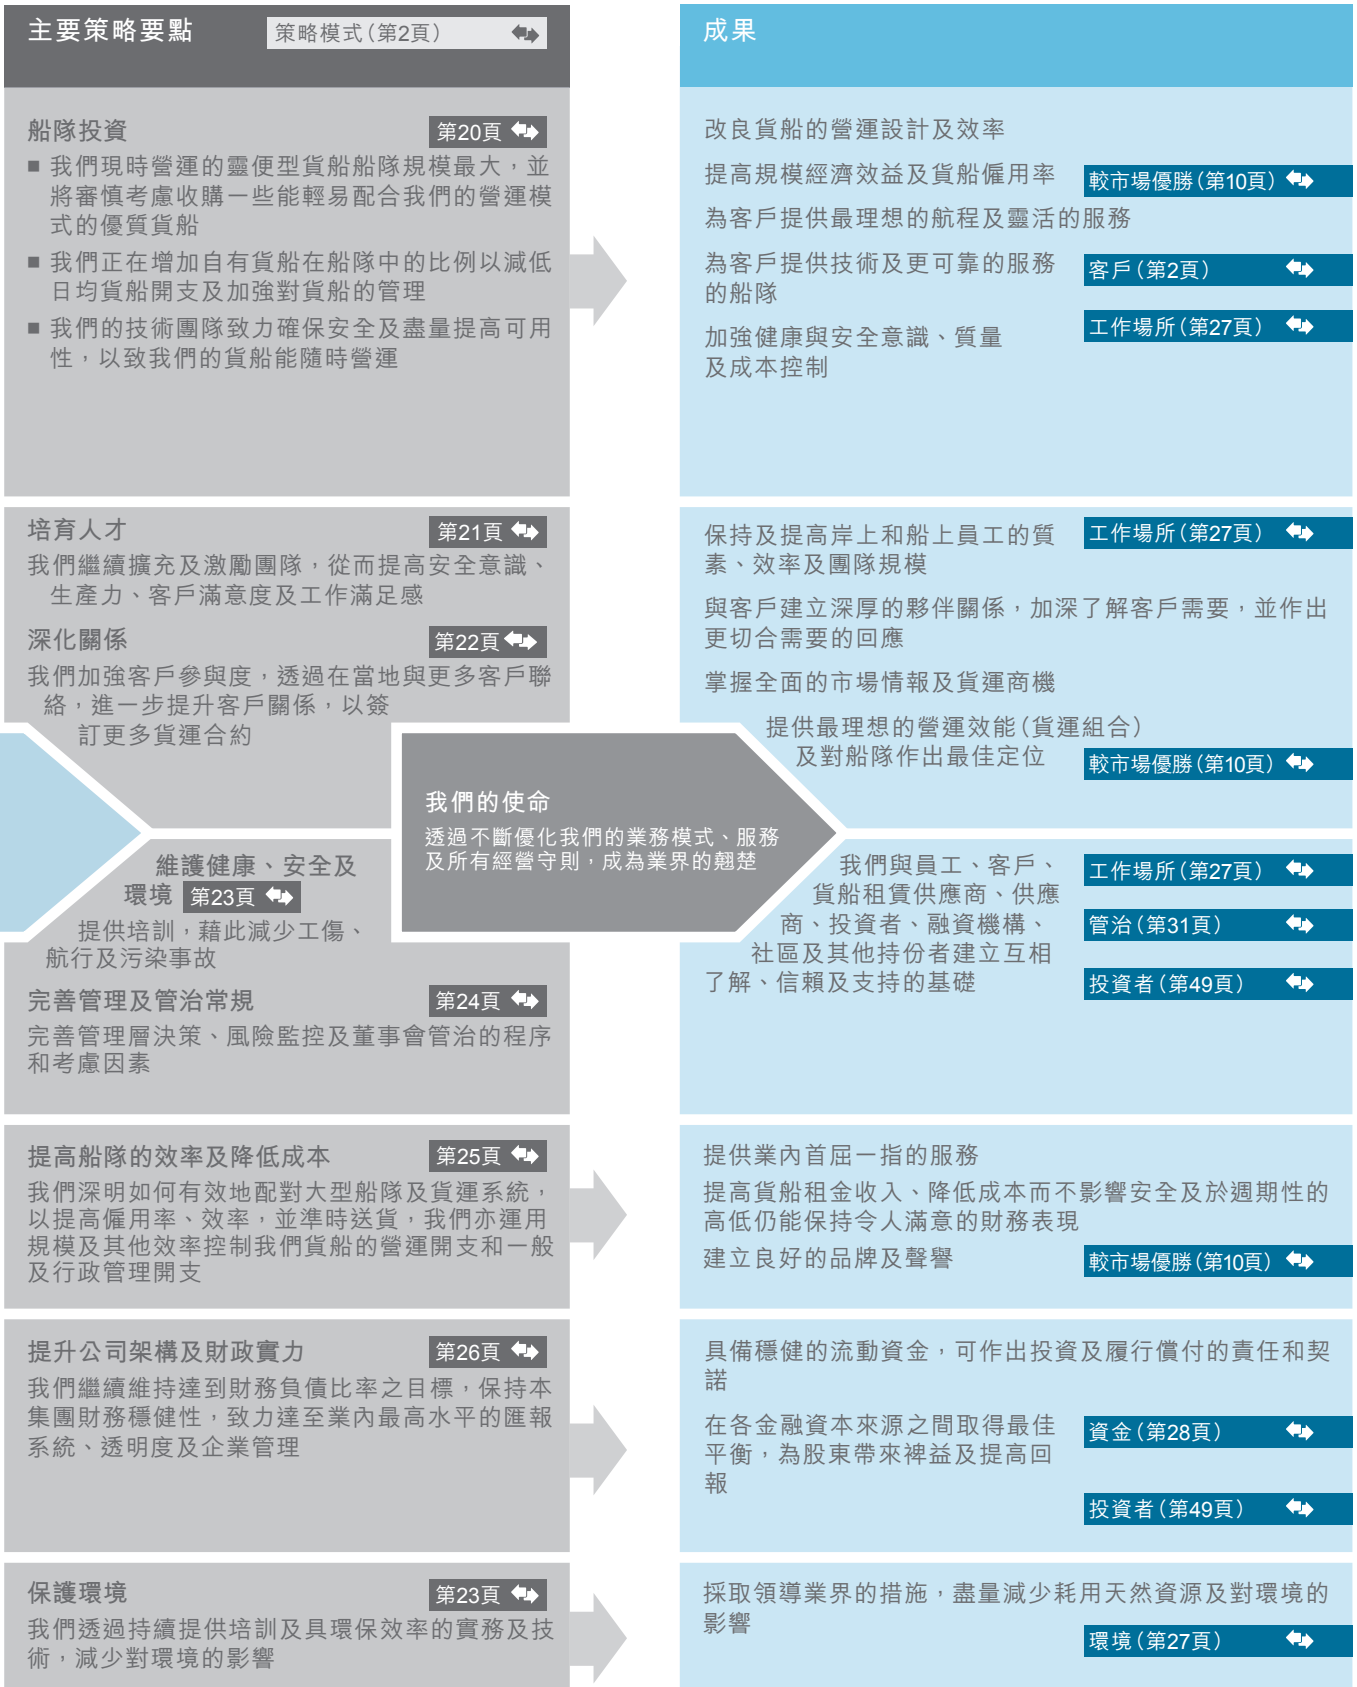 主要策略要點
策略模式(第2頁)
船隊投資
第20頁
■ 我們現時營運的靈便型貨船船隊規模最大，並
將審慎考慮收購一些能輕易配合我們的營運模
式的優質貨船
■ 我們正在增加自有貨船在船隊中的比例以減低
日均貨船開支及加強對貨船的管理
■ 我們的技術團隊致力確保安全及盡量提高可用
性，以致我們的貨船能隨時營運
成果
改良貨船的營運設計及效率
提高規模經濟效益及貨船僱用率
較市場優勝(第10頁)
為客戶提供最理想的航程及靈活的服務
為客戶提供技術及更可靠的服務
的船隊
客戶(第2頁)
加強健康與安全意識、質量
及成本控制
工作場所(第27頁)
培育人才
第21頁
我們繼續擴充及激勵團隊，從而提高安全意識、
生產力、客戶滿意度及工作滿足感
深化關係
第22頁
我們加強客戶參與度，透過在當地與更多客戶聯
絡，進一步提升客戶關係，以簽
訂更多貨運合約
保持及提高岸上和船上員工的質
素、效率及團隊規模
工作場所(第27頁)
與客戶建立深厚的夥伴關係，加深了解客戶需要，並作出
更切合需要的回應
掌握全面的市場情報及貨運商機
提供最理想的營運效能(貨運組合)
及對船隊作出最佳定位
較市場優勝(第10頁)
我們的使命
透過不斷優化我們的業務模式、服務
及所有經營守則，成為業界的翹楚
維護健康、安全及
環境 第23頁
提供培訓，藉此減少工傷、
航行及污染事故
完善管理及管治常規
第24頁
完善管理層決策、風險監控及董事會管治的程序
和考慮因素
我們與員工、客戶、
貨船租賃供應商、供應
商、投資者、融資機構、
社區及其他持份者建立互相
了解、信賴及支持的基礎
工作場所(第27頁)
管治(第31頁)
投資者(第49頁)
提高船隊的效率及降低成本
第25頁
我們深明如何有效地配對大型船隊及貨運系統，
以提高僱用率、效率，並準時送貨，我們亦運用
規模及其他效率控制我們貨船的營運開支和一般
及行政管理開支
提供業內首屈一指的服務
提高貨船租金收入、降低成本而不影響安全及於週期性的
高低仍能保持令人滿意的財務表現
建立良好的品牌及聲譽
較市場優勝(第10頁)
提升公司架構及財政實力
第26頁
我們繼續維持達到財務負債比率之目標，保持本
集團財務穩健性，致力達至業內最高水平的匯報
系統、透明度及企業管理
具備穩健的流動資金，可作出投資及履行償付的責任和契
諾
在各金融資本來源之間取得最佳
平衡，為股東帶來裨益及提高回
報
資金(第28頁)
投資者(第49頁)
保護環境
第23頁
我們透過持續提供培訓及具環保效率的實務及技
術，減少對環境的影響
採取領導業界的措施，盡量減少耗用天然資源及對環境的
影響
環境(第27頁)